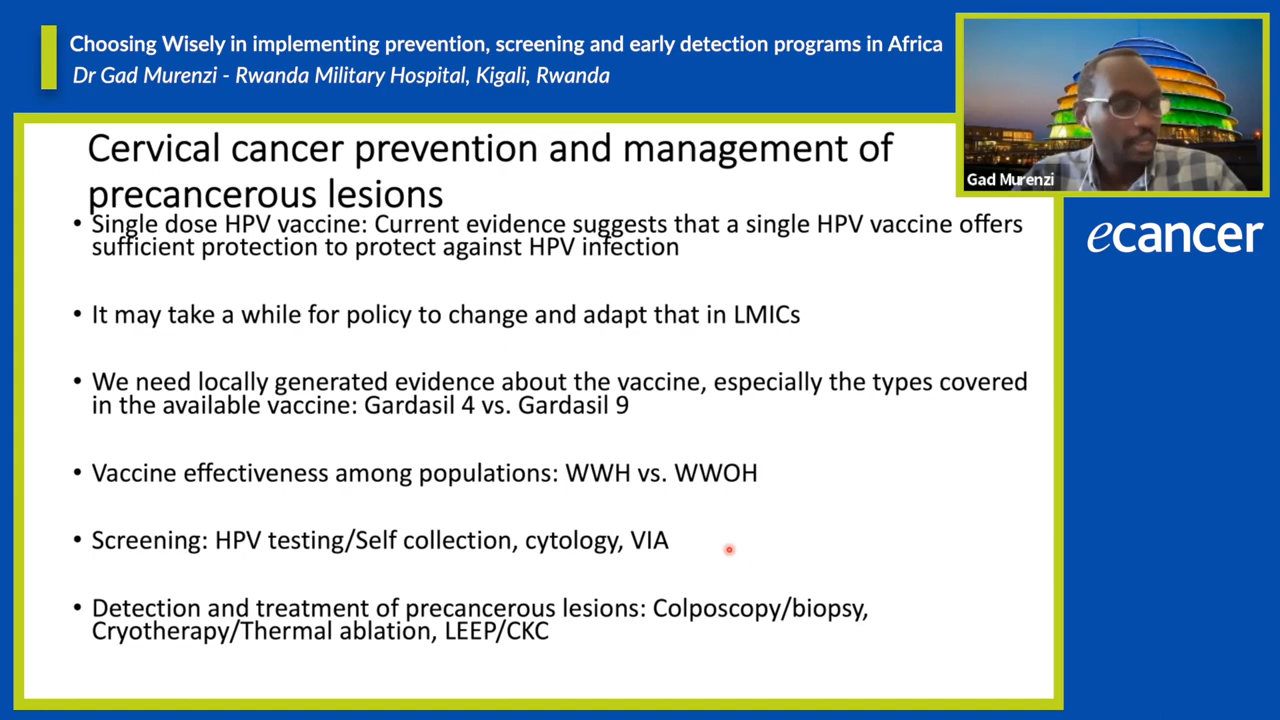 Choosing Wisely in implementing prevention, screening and early detection programs in Africa
Dr Gad Murenzi - Rwanda Military Hospital, Kigali, Rwanda
Gad Murenzi
ecancer
Cervical cancer prevention and management of
precancerous lesions
• Single dose HPV vaccine: Current evidence suggests that a single HPV vaccine offers
sufficient protection to protect against HPV infection
• It may take a while for policy to change and adapt that in LMICs
• We need locally generated evidence about the vaccine, especially the types covered
in the available vaccine: Gardasil 4 vs. Gardasil 9
• Vaccine effectiveness among populations: WWH vs. WWOH
• Screening: HPV testing/Self collection, cytology, VIA
• Detection and treatment of precancerous lesions: Colposcopy/biopsy,
Cryotherapy/Thermal ablation, LEEP/CKC